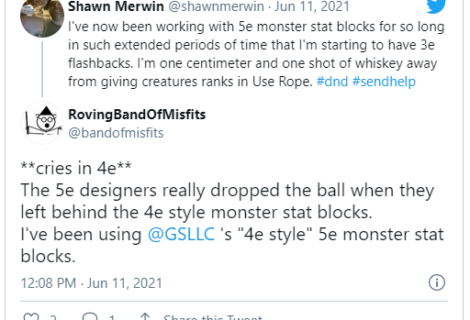 Shawn Merwin @shawnmerwin · Jun 11, 2021
I've now been working with 5e monster stat blocks for so long
in such extended periods of time that I'm starting to have 3e
flashbacks. I'm one centimeter and one shot of whiskey away
from giving creatures ranks in Use Rope. #dnd #sendhelp
RovingBandOfMisfits
@bandofmisfits
**cries in 4e**
The 5e designers really dropped the ball when they
left behind the 4e style monster stat blocks.
I've been using @GSLLC 's "4e style" 5e monster stat
blocks.
12:08 PM · Jun 11, 2021
2 1 Share this Tweet